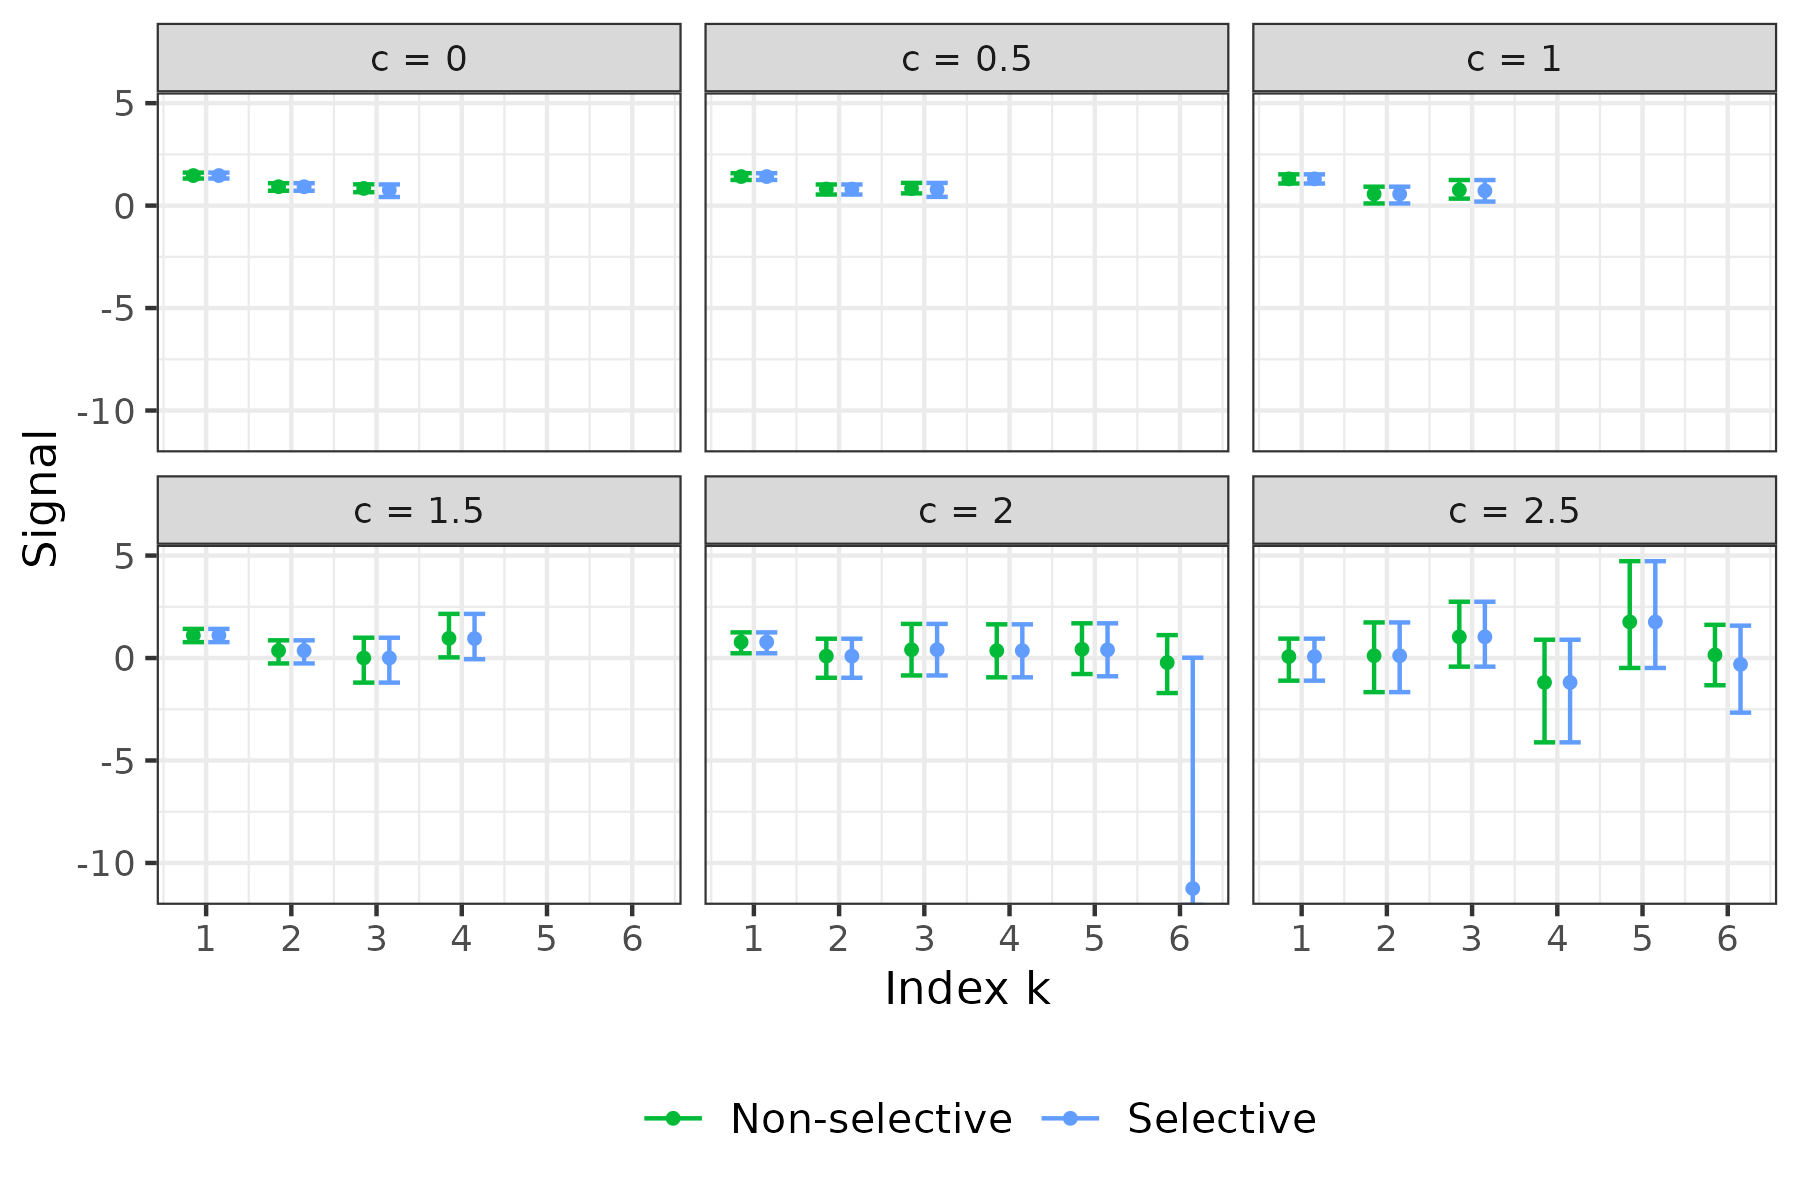 c = 0
c = 0.5
c = 1
5
0
-5
-10
Signal
c = 1.5
c = 2
c = 2.5
5
0
-5
-10
1 2 3 4 5 6
1 2 3 4 5 6
1 2 3 4 5 6
Index k
Non-selective
Selective